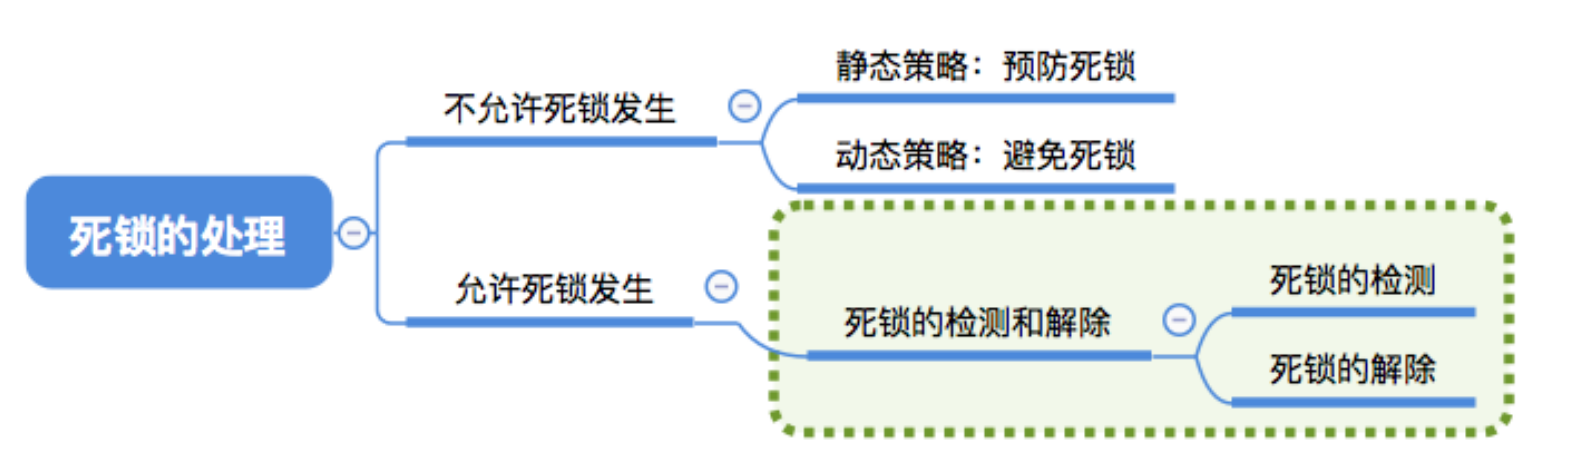 死锁的处理
不允许死锁发生
静态策略：预防死锁
动态策略：避免死锁
允许死锁发生
死锁的检测和解除
死锁的检测
死锁的解除